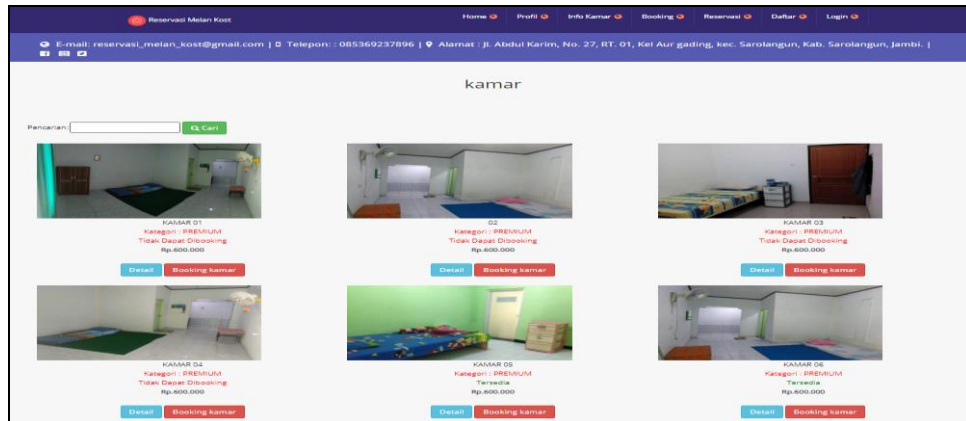 Reservasi Melan Kost
Home Profil Info Kamar Booking Reservasi Daftar Login
E-mail: reservasi_melan_kost@gmail.com | Telepon: : 085369237896 | Alamat : Jl. Abdul Karim, No. 27, RT. 01, Kel Aur gading, kec. Sarolangun, Kab. Sarolangun, Jambi. |
kamar
Pencarian: Cari
KAMAR 01
Kategori : PREMIUM
Tidak Dapat Dibooking
Rp.600.000
Detail Booking kamar
02
Kategori : PREMIUM
Tidak Dapat Dibooking
Rp.600.000
Detail Booking kamar
KAMAR 03
Kategori : PREMIUM
Tidak Dapat Dibooking
Rp.600.000
Detail Booking kamar
KAMAR 04
Kategori : PREMIUM
Tidak Dapat Dibooking
Rp.600.000
Detail Booking kamar
KAMAR 05
Kategori : PREMIUM
Tersedia
Rp.600.000
Detail Booking kamar
KAMAR 06
Kategori : PREMIUM
Tersedia
Rp.600.000
Detail Booking kamar